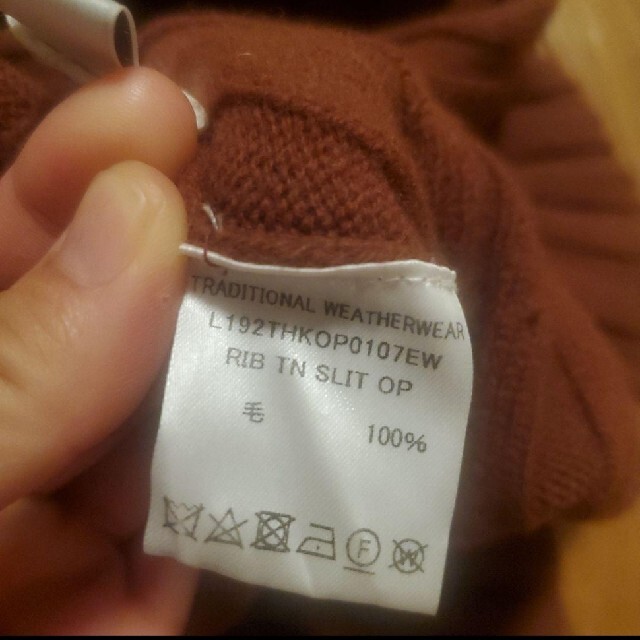 TRADITIONAL WEATHERWEAR
L192THKOP0107EW
RIB TN SLIT OP
毛 100%
F